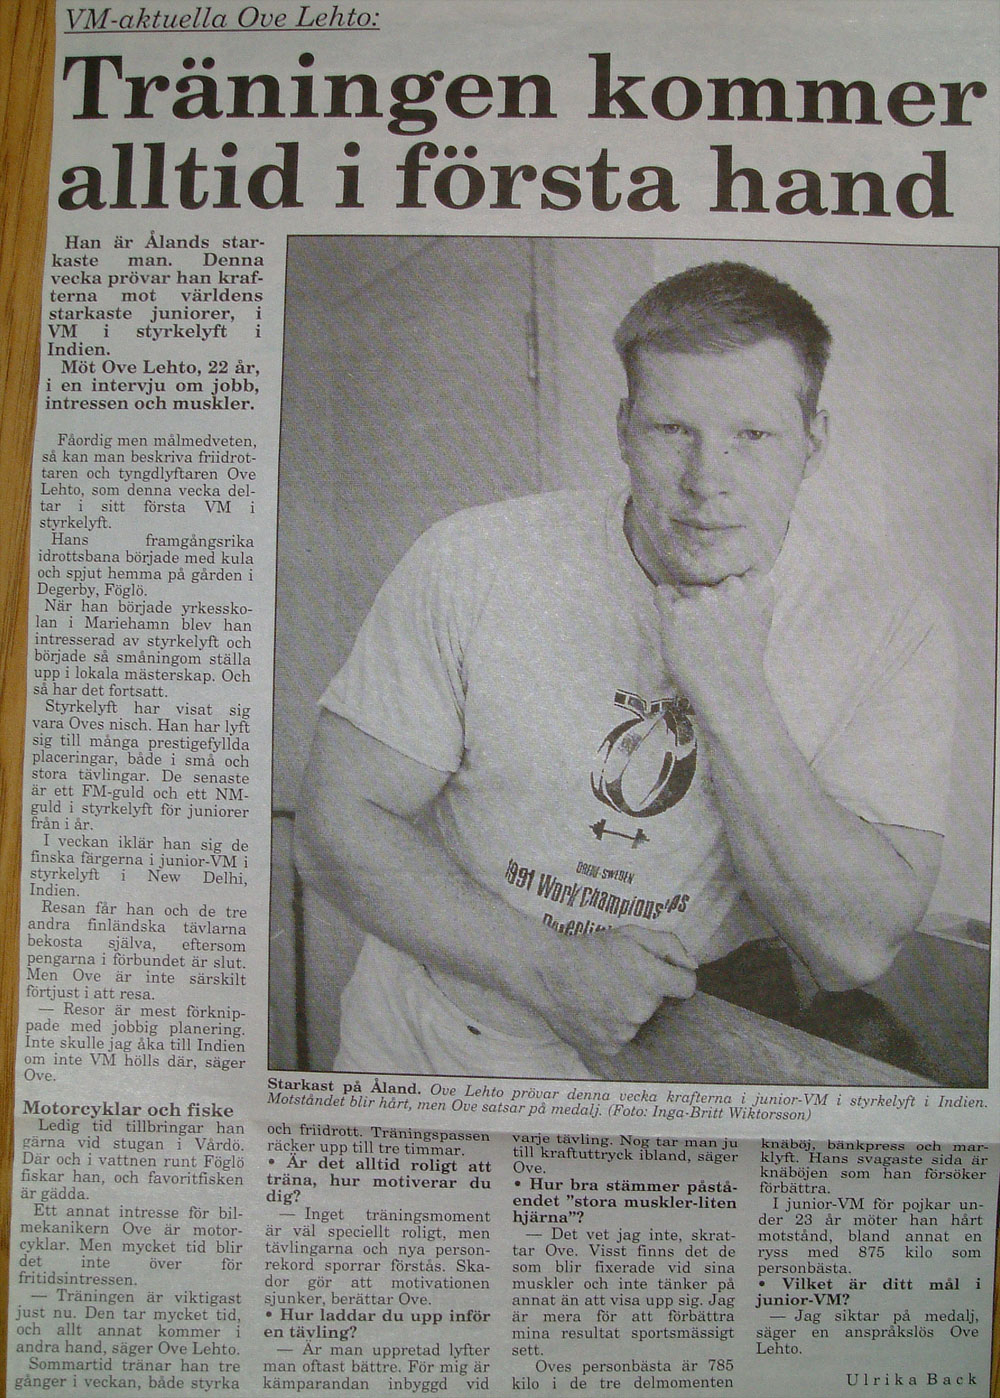 VM-aktuella Ove Lehto:
Träningen kommer
alltid i första hand
Han är Ålands star-
kaste man. Denna
vecka prövar han kraf-
terna mot världens
starkaste juniorer, i
VM i styrkelyft i
Indien.
Möt Ove Lehto, 22 år,
i en intervju om jobb,
intressen och muskler.
Fåordig men målmedveten,
så kan man beskriva friidrot-
taren och tyngdlyftaren Ove
Lehto, som denna vecka del-
tar i sitt första VM i
styrkelyft.
Hans framgångsrika
idrottsbana började med kula
och spjut hemma på gården i
Degerby, Föglö.
När han började yrkessko-
lan i Mariehamn blev han
intresserad av styrkelyft och
började så småningom ställa
upp i lokala mästerskap. Och
så har det fortsatt.
Styrkelyft har visat sig
vara Oves nisch. Han har lyft
sig till många prestigefyllda
placeringar, både i små och
stora tävlingar. De senaste
är ett FM-guld och ett NM-
guld i styrkelyft för juniorer
från i år.
I veckan iklär han sig de
finska färgerna i junior-VM i
styrkelyft i New Delhi,
Indien.
Resan får han och de tre
andra finländska tävlarna
bekosta själva, eftersom
pengarna i förbundet är slut.
Men Ove är inte särskilt
förtjust i att resa.
— Resor är mest förknip-
pade med jobbig planering.
Inte skulle jag åka till Indien
om inte VM hölls där, säger
Ove.
Motorcyklar och fiske
Ledig tid tillbringar han
gärna vid stugan i Vårdö.
Där och i vattnen runt Föglö
fiskar han, och favoritfisken
är gädda.
Ett annat intresse för bil-
mekanikern Ove är motor-
cyklar. Men mycket tid blir
det inte över för
fritidsintressen.
— Träningen är viktigast
just nu. Den tar mycket tid,
och allt annat kommer i
andra hand, säger Ove Lehto.
Sommartid tränar han tre
gånger i veckan, både styrka
ÖREBRO-SWEDEN
1991 World Championships
Starkast på Åland. Ove Lehto prövar denna vecka krafterna i junior-VM i styrkelyft i Indien.
Motståndet blir hårt, men Ove satsar på medalj. (Foto: Inga-Britt Wiktorsson)
och friidrott. Träningspassen
räcker upp till tre timmar.
• Är det alltid roligt att
träna, hur motiverar du
dig?
— Inget träningsmoment
är väl speciellt roligt, men
tävlingarna och nya person-
rekord sporrar förstås. Ska-
dor gör att motivationen
sjunker, berättar Ove.
• Hur laddar du upp inför
en tävling?
— Är man uppretad lyfter
man oftast bättre. För mig är
kämparandan inbyggd vid
varje tävling. Nog tar man ju
till kraftuttryck ibland, säger
Ove.
• Hur bra stämmer påstå-
endet "stora muskler-liten
hjärna"?
— Det vet jag inte, skrat-
tar Ove. Visst finns det de
som blir fixerade vid sina
muskler och inte tänker på
annat än att visa upp sig. Jag
är mera för att förbättra
mina resultat sportsmässigt
sett.
Oves personbästa är 785
kilo i de tre delmomenten
knäböj, bänkpress och mar-
klyft. Hans svagaste sida är
knäböjen som han försöker
förbättra.
I junior-VM för pojkar un-
der 23 år möter han hårt
motstånd, bland annat en
ryss med 875 kilo som
personbästa.
• Vilket är ditt mål i
junior-VM?
— Jag siktar på medalj,
säger en anspråkslös Ove
Lehto.
Ulrika Back